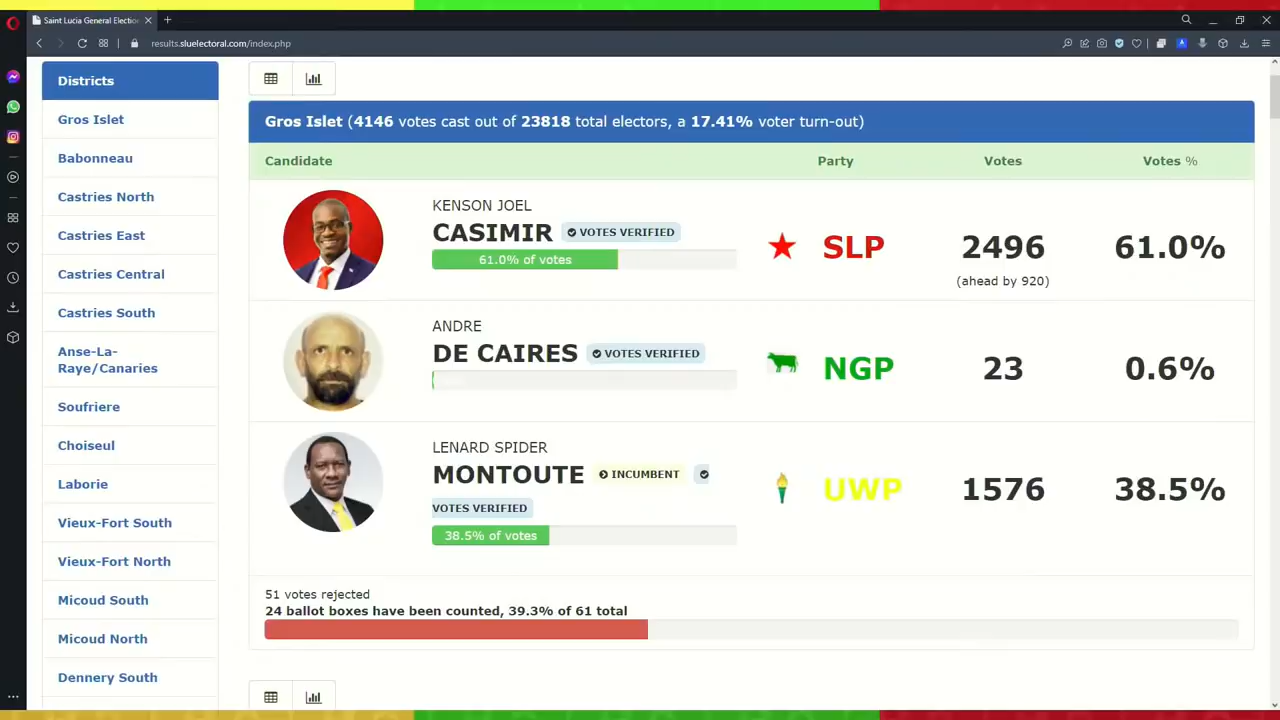 Saint Lucia General Election
results.sluelectoral.com/index.php
Districts
Gros Islet
Babonneau
Castries North
Castries East
Castries Central
Castries South
Anse-La-
Raye/Canaries
Soufriere
Choiseul
Laborie
Vieux-Fort South
Vieux-Fort North
Micoud South
Micoud North
Dennery South
Gros Islet (4146 votes cast out of 23818 total electors, a 17.41% voter turn-out)
Candidate Party Votes Votes %
KENSON JOEL
CASIMIR VOTES VERIFIED
61.0% of votes
SLP 2496 61.0%
(ahead by 920)
ANDRE
DE CAIRES VOTES VERIFIED
NGP 23 0.6%
LENARD SPIDER
MONTOUTE INCUMBENT
VOTES VERIFIED
38.5% of votes
UWP 1576 38.5%
51 votes rejected
24 ballot boxes have been counted, 39.3% of 61 total